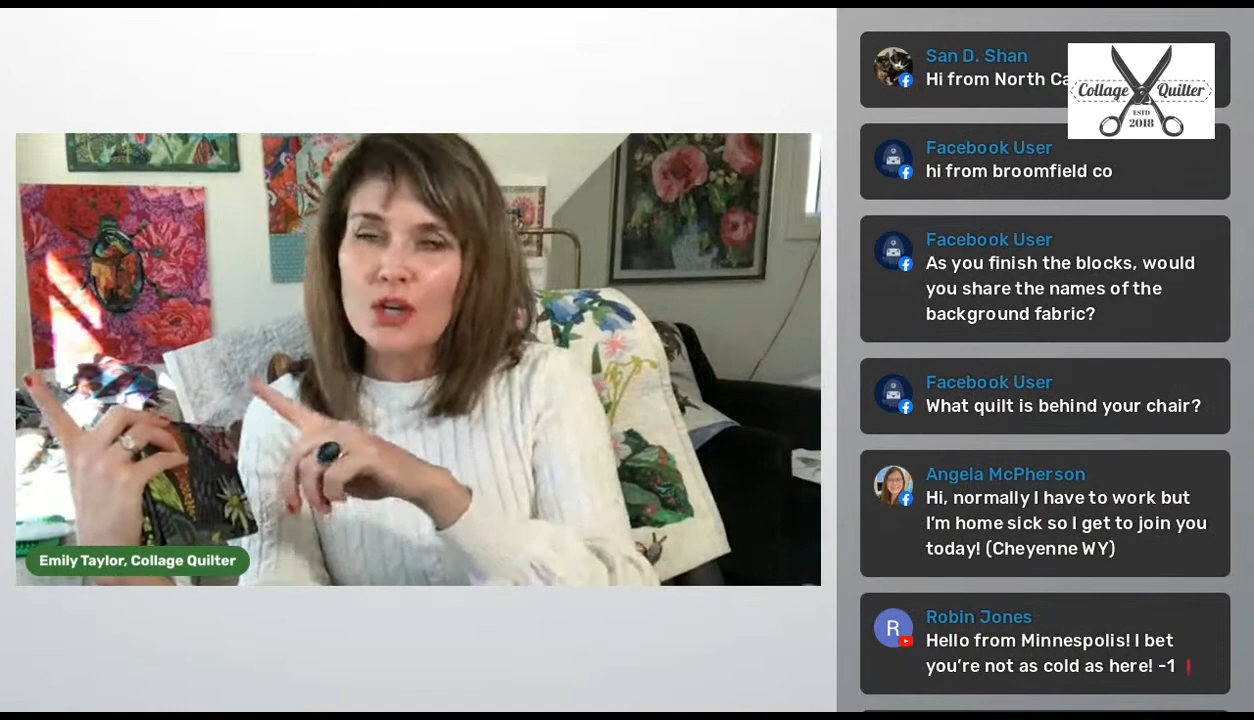 San D. Shan
Hi from North Ca
Collage Quilter
ESTD
2018
Facebook User
hi from broomfield co
Facebook User
As you finish the blocks, would
you share the names of the
background fabric?
Facebook User
What quilt is behind your chair?
Angela McPherson
Hi, normally I have to work but
I'm home sick so I get to join you
today! (Cheyenne WY)
R
Robin Jones
Hello from Minnespolis! I bet
you're not as cold as here! -1
Emily Taylor, Collage Quilter